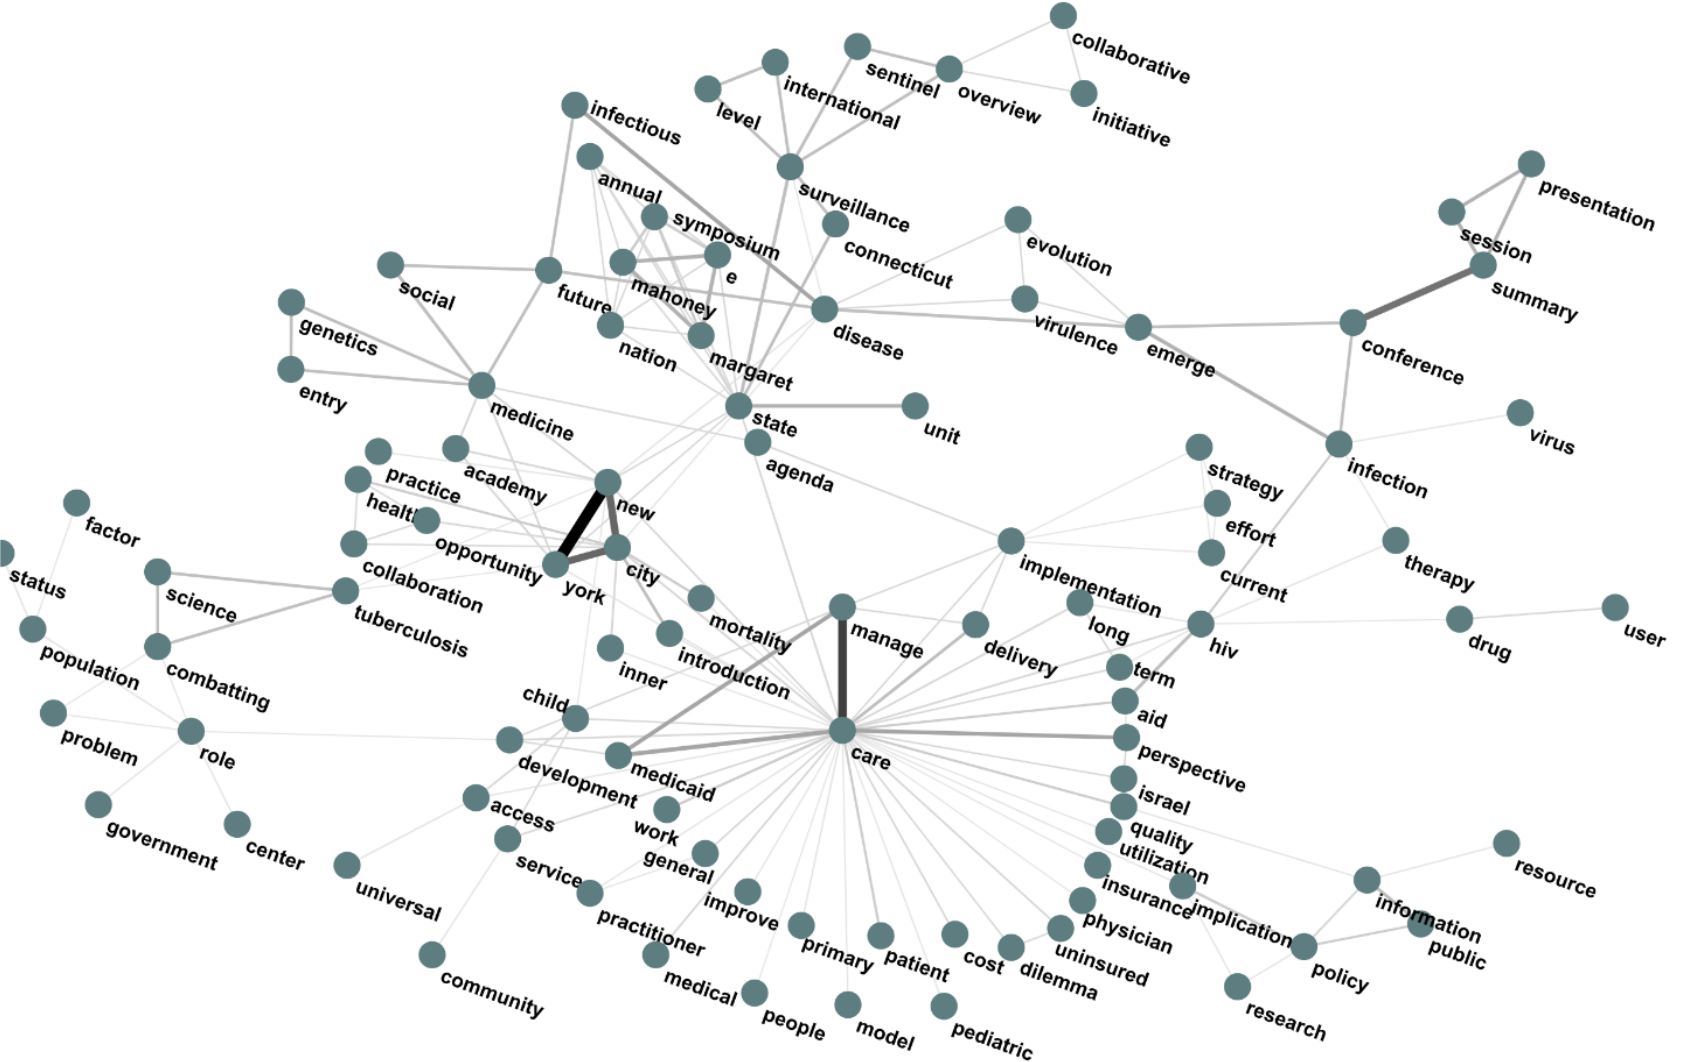 collaborative
sentinel
overview
international
initiative
level
infectious
annual
surveillance
presentation
symposium
session
connecticut
evolution
e
social
mahoney
future
summary
genetics
nation
margaret
disease
virulence
emerge
conference
entry
medicine
state
unit
virus
agenda
infection
practice
academy
strategy
health
new
effort
factor
opportunity
city
implementation
therapy
status
collaboration
york
current
science
tuberculosis
mortality
manage
long
user
population
introduction
delivery
hiv
drug
combatting
inner
term
child
aid
problem
role
care
perspective
development
medicaid
israel
access
work
quality
government
center
service
general
utilization
resource
universal
improve
insurance
implication
information
practitioner
primary
patient
cost
dilemma
uninsured
physician
public
community
medical
people
model
pediatric
policy
research